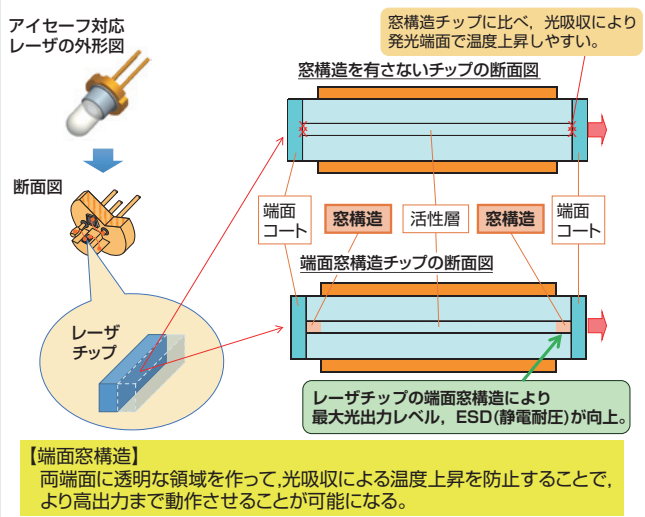 アイセーフ対応
レーザの外形図
窓構造チップに比べ，光吸収により
発光端面で温度上昇しやすい。
窓構造を有さないチップの断面図
断面図
端面
コート
窓構造
活性層
窓構造
端面
コート
端面窓構造チップの断面図
レーザ
チップ
レーザチップの端面窓構造により
最大光出力レベル，ESD(静電耐圧)が向上。
【端面窓構造】
両端面に透明な領域を作って,光吸収による温度上昇を防止することで,
より高出力まで動作させることが可能になる。